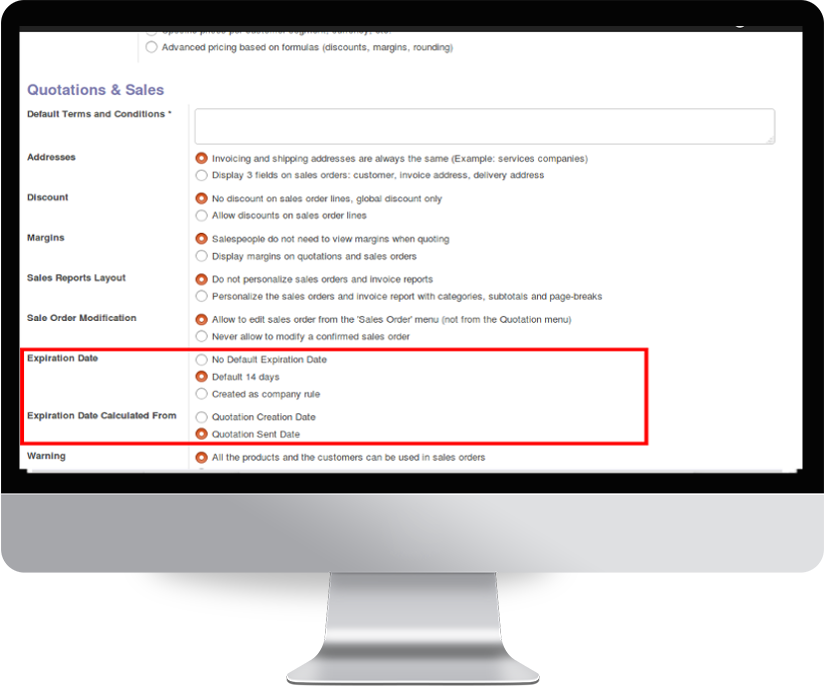 Advanced pricing based on formulas (discounts, margins, rounding)
Quotations & Sales
Default Terms and Conditions *
Addresses
Invoicing and shipping addresses are always the same (Example: services companies)
Display 3 fields on sales orders: customer, invoice address, delivery address
Discount
No discount on sales order lines, global discount only
Allow discounts on sales order lines
Margins
Salespeople do not need to view margins when quoting
Display margins on quotations and sales orders
Sales Reports Layout
Do not personalize sales orders and invoice reports
Personalize the sales orders and invoice report with categories, subtotals and page-breaks
Sale Order Modification
Allow to edit sales order from the 'Sales Order' menu (not from the Quotation menu)
Never allow to modify a confirmed sales order
Expiration Date
No Default Expiration Date
Default 14 days
Created as company rule
Expiration Date Calculated From
Quotation Creation Date
Quotation Sent Date
Warning
All the products and the customers can be used in sales orders